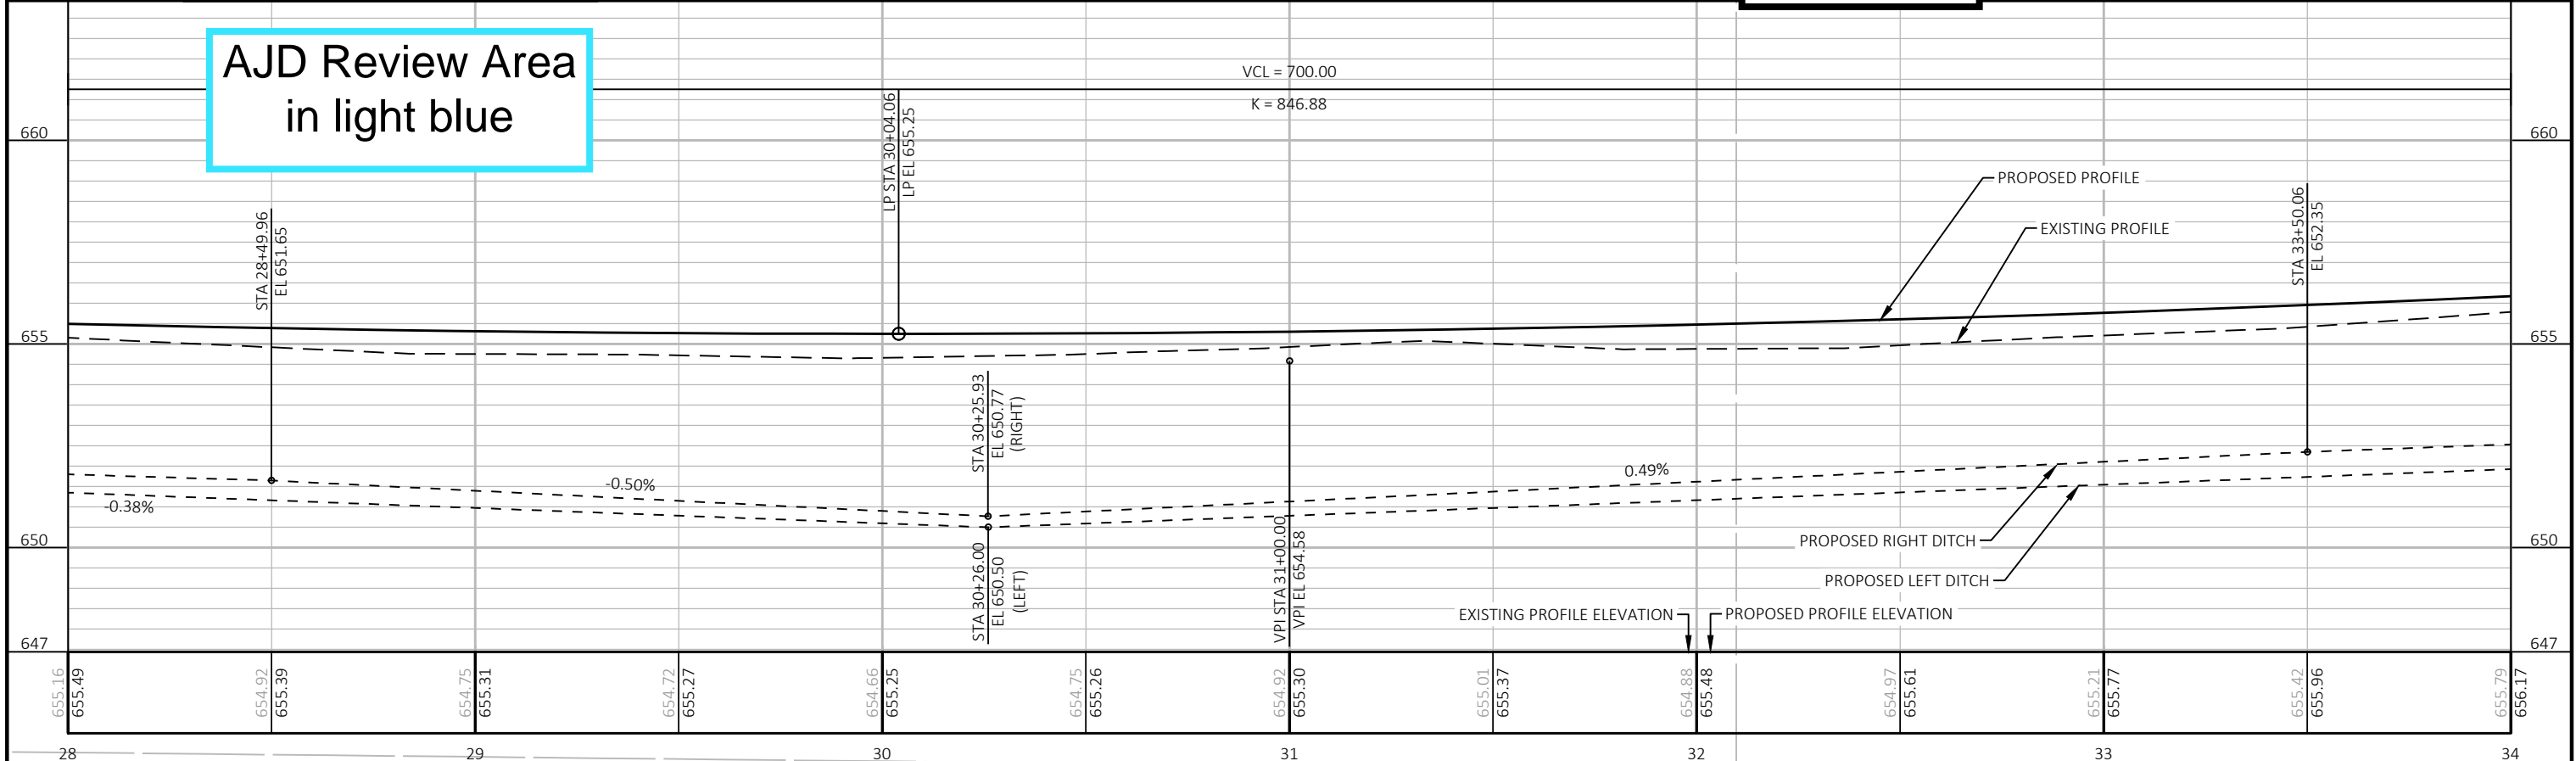 AJD Review Area
in light blue
VCL = 700.00
K = 846.88
660
660
LP STA 30+04.06
LP EL 655.25
PROPOSED PROFILE
EXISTING PROFILE
STA 28+49.96
EL 651.65
STA 33+50.06
EL 652.35
655
655
STA 30+25.93
EL 650.77
(RIGHT)
-0.50%
0.49%
-0.38%
650
650
STA 30+26.00
EL 650.50
(LEFT)
VPI STA 31+00.00
VPI EL 654.58
PROPOSED RIGHT DITCH
PROPOSED LEFT DITCH
EXISTING PROFILE ELEVATION
PROPOSED PROFILE ELEVATION
647
647
655.16
655.49
654.92
655.39
654.75
655.31
654.72
655.27
654.66
655.25
654.75
655.26
654.92
655.30
655.01
655.37
654.88
655.48
654.97
655.61
655.21
655.77
655.42
655.96
655.79
656.17
28
29
30
31
32
33
34